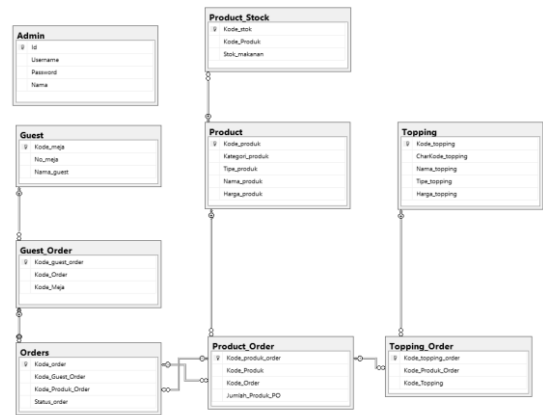 Admin
Id
Username
Password
Nama
Product_Stock
Kode_stok
Kode_Produk
Stok_makanan
Guest
Kode_meja
No_meja
Nama_guest
Product
Kode_produk
Kategori_produk
Tipe_produk
Nama_produk
Harga_produk
Topping
Kode_topping
CharKode_topping
Nama_topping
Tipe_topping
Harga_topping
Guest_Order
Kode_guest_order
Kode_Order
Kode_Meja
Orders
Kode_order
Kode_Guest_Order
Kode_Produk_Order
Status_order
Product_Order
Kode_produk_order
Kode_Produk
Kode_Order
Jumlah_Produk_PO
Topping_Order
Kode_topping_order
Kode_Produk_Order
Kode_Topping